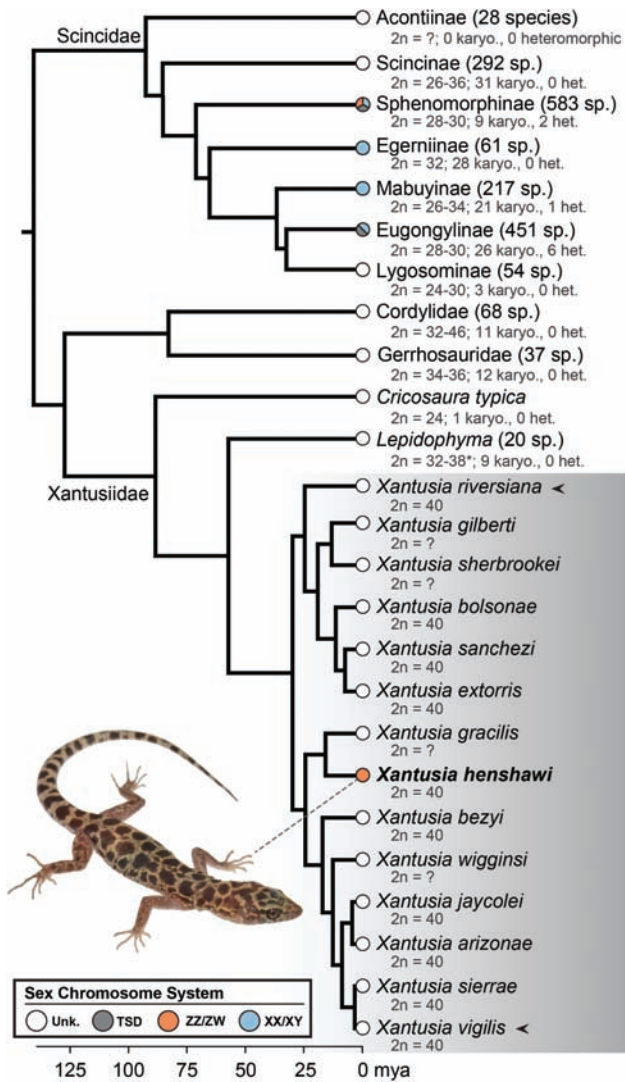 Scincidae
Acontiinae (28 species)
2n = ?; 0 karyo., 0 heteromorphic
Scincinae (292 sp.)
2n = 26-36; 31 karyo., 0 het.
Sphenomorphinae (583 sp.)
2n = 28-30; 9 karyo., 2 het.
Egerniinae (61 sp.)
2n = 32; 28 karyo., 0 het.
Mabuyinae (217 sp.)
2n = 26-34; 21 karyo., 1 het.
Eugongylinae (451 sp.)
2n = 28-30; 26 karyo., 6 het.
Lygosominae (54 sp.)
2n = 24-30; 3 karyo., 0 het.
Cordylidae (68 sp.)
2n = 32-46; 11 karyo., 0 het.
Gerrhosauridae (37 sp.)
2n = 34-36; 12 karyo., 0 het.
Xantusiidae
Cricosaura typica
2n = 24; 1 karyo., 0 het.
Lepidophyma (20 sp.)
2n = 32-38*; 9 karyo., 0 het.
Xantusia riversiana
2n = 40
Xantusia gilberti
2n = ?
Xantusia sherbrookei
2n = ?
Xantusia bolsonae
2n = 40
Xantusia sanchezi
2n = 40
Xantusia extorris
2n = 40
Xantusia gracilis
2n = ?
Xantusia henshawi
2n = 40
Xantusia bezyi
2n = 40
Xantusia wigginsi
2n = ?
Xantusia jaycolei
2n = 40
Xantusia arizonae
2n = 40
Xantusia sierrae
2n = 40
Xantusia vigilis
2n = 40
Sex Chromosome System
Unk. TSD ZZ/ZW XX/XY
125 100 75 50 25 0 mya